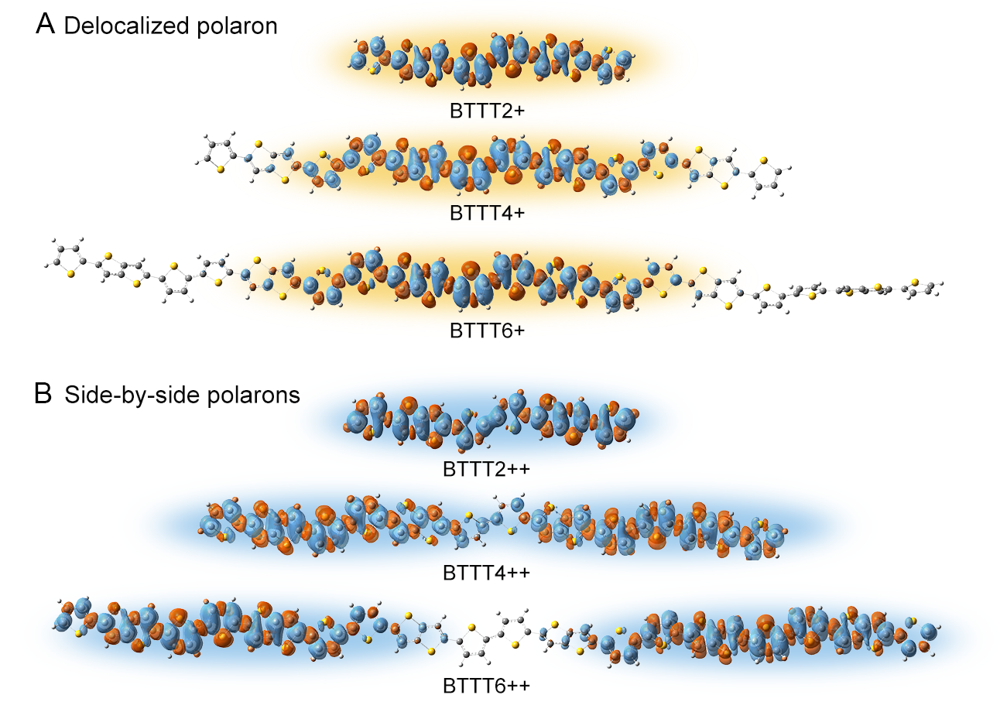 A Delocalized polaron
BTTT2+
BTTT4+
BTTT6+
B Side-by-side polarons
BTTT2++
BTTT4++
BTTT6++